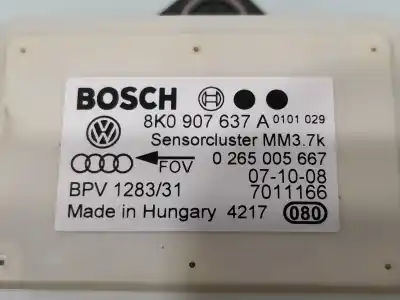 BOSCH
8K0 907 637 A 0101 029
Sensorcluster MM3.7k
FOV 0 265 005 667
07-10-08
BPV 1283/31 7011166
Made in Hungary 4217 080